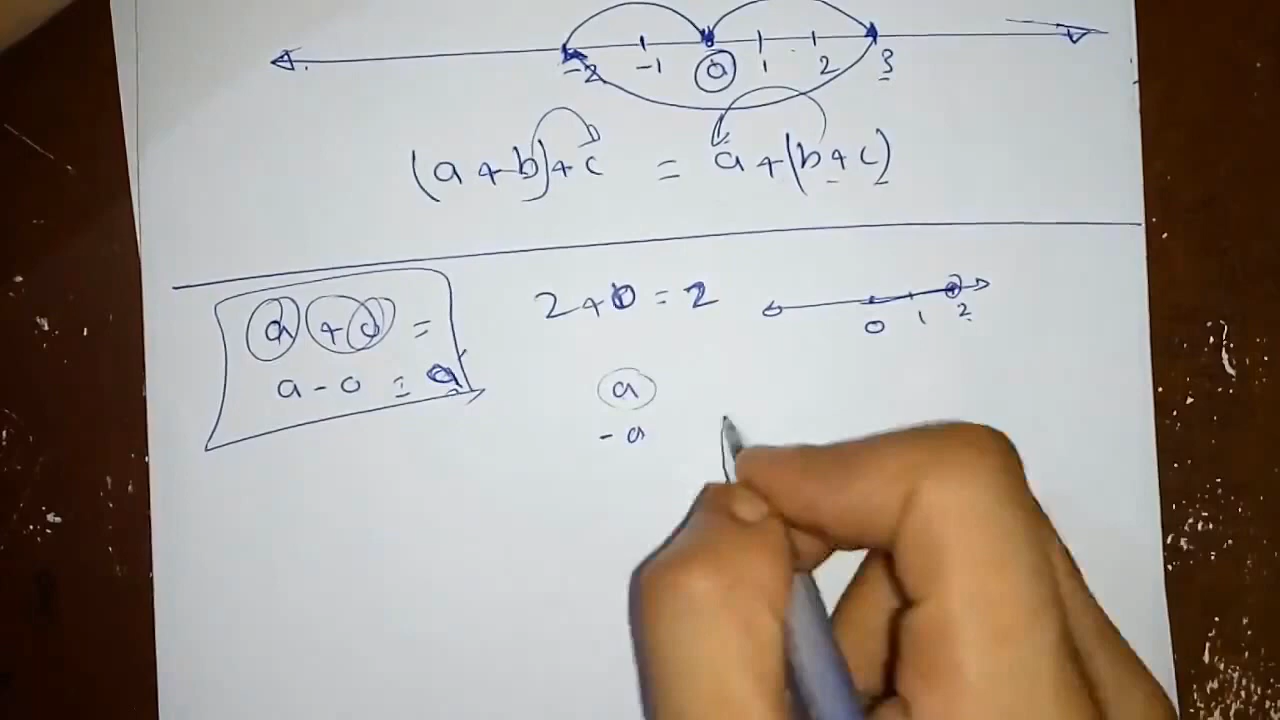 -2 -1 0 1 2 3
(a+b)+c = a+(b+c)
a + 0 =
a - 0 = a
2+0=2
0 1 2
a
- a